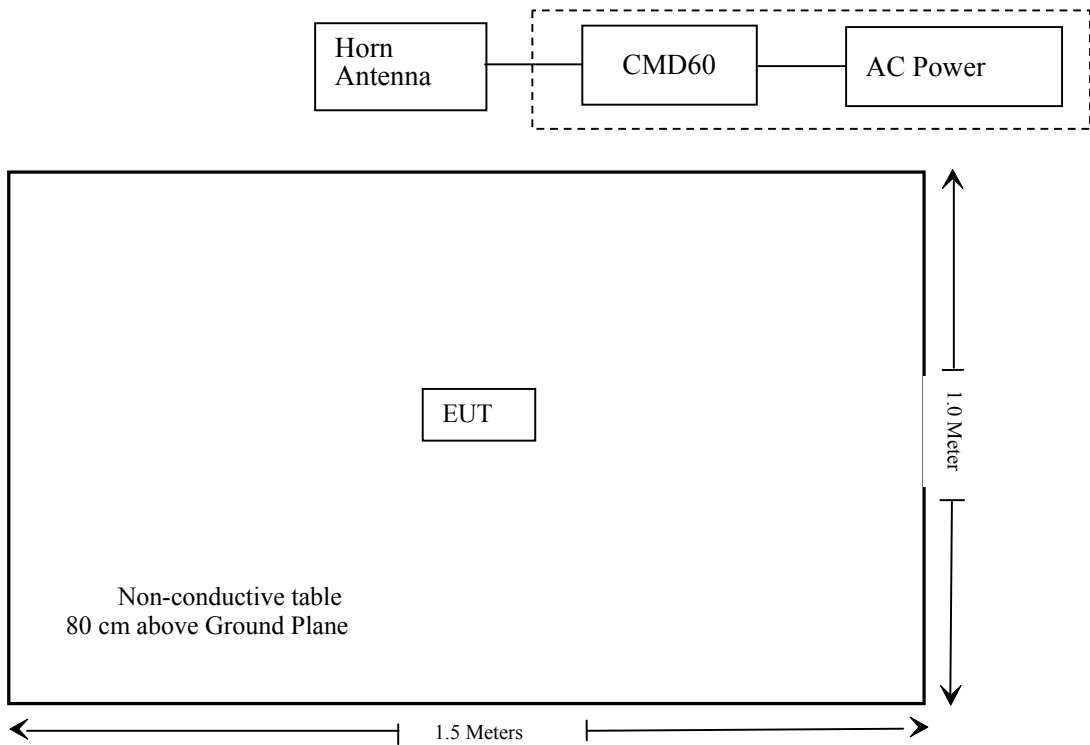 Horn
Antenna
CMD60
AC Power
EUT
1.0 Meter
Non-conductive table
80 cm above Ground Plane
1.5 Meters